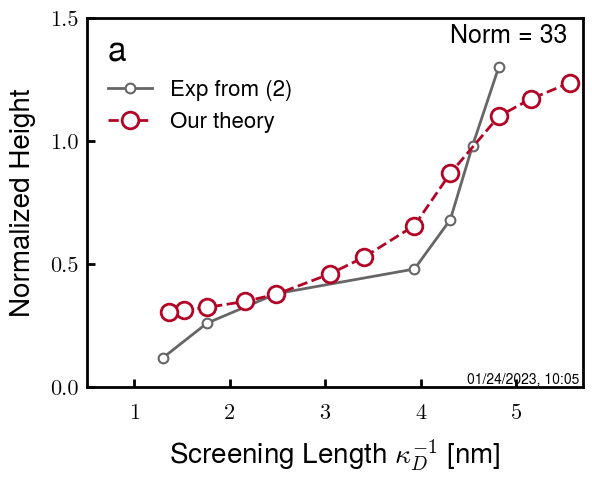 Norm = 33
a
Exp from (2)
Our theory
Normalized Height
1.5
1.0
0.5
0.0
01/24/2023, 10:05
1 2 3 4 5
Screening Length κ_D^{-1} [nm]